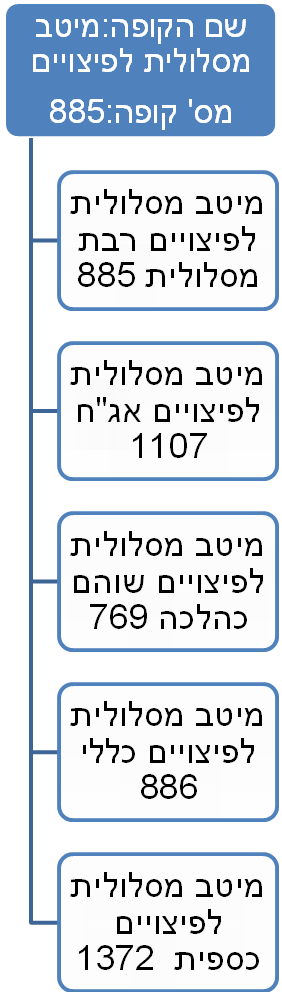 שם הקופה:מיטב
מסלולית לפיצויים
מס' קופה:885
מיטב מסלולית
לפיצויים רבת
מסלולית 885
מיטב מסלולית
לפיצויים אג"ח
1107
מיטב מסלולית
לפיצויים שוהם
כהלכה 769
מיטב מסלולית
לפיצויים כללי
886
מיטב מסלולית
לפיצויים
כספית 1372